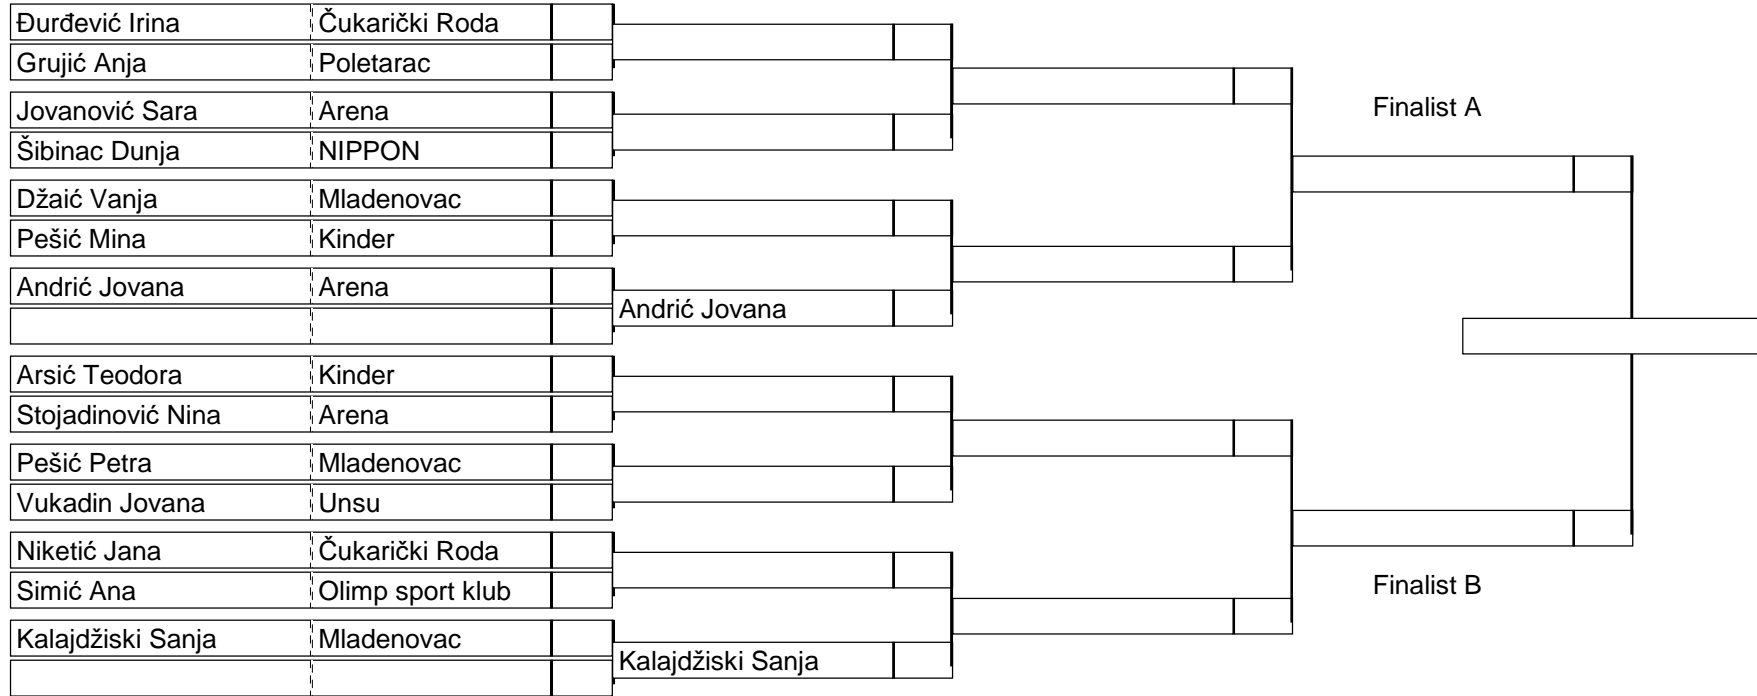 Đurđević Irina Čukarički Roda
Grujić Anja Poletarac
Jovanović Sara Arena
Finalist A
Šibinac Dunja NIPPON
Džaić Vanja Mladenovac
Pešić Mina Kinder
Andrić Jovana Arena
Andrić Jovana
Arsić Teodora Kinder
Stojadinović Nina Arena
Pešić Petra Mladenovac
Vukadin Jovana Unsu
Niketić Jana Čukarički Roda
Simić Ana Olimp sport klub
Finalist B
Kalajdžiski Sanja Mladenovac
Kalajdžiski Sanja